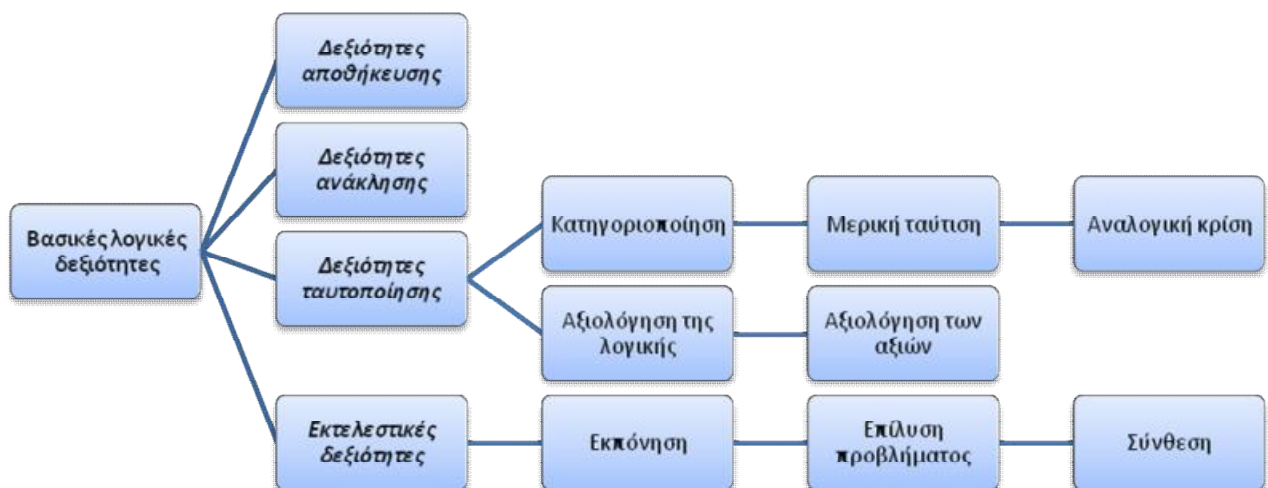 Δεξιότητες
αποθήκευσης
Δεξιότητες
ανάκλησης
Κατηγοριοποίηση
Μερική ταύτιση
Αναλογική κρίση
Βασικές λογικές
δεξιότητες
Δεξιότητες
ταυτοποίησης
Αξιολόγηση της
λογικής
Αξιολόγηση των
αξιών
Εκτελεστικές
δεξιότητες
Εκπόνηση
Επίλυση
προβλήματος
Σύνθεση